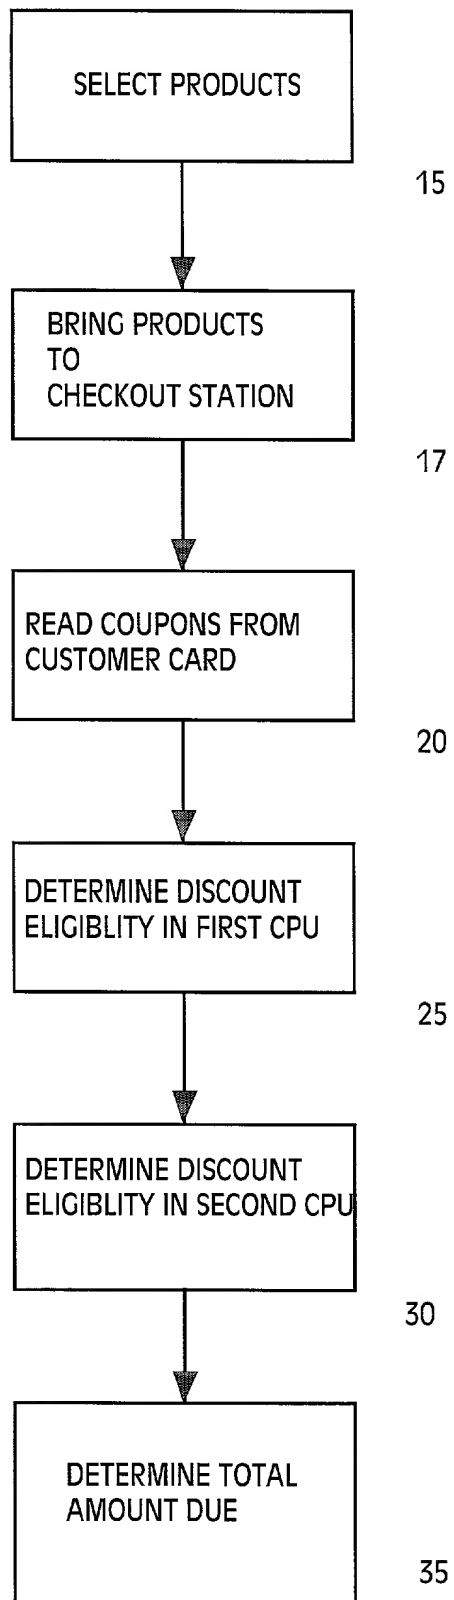 SELECT PRODUCTS
15
BRING PRODUCTS
TO
CHECKOUT STATION
17
READ COUPONS FROM
CUSTOMER CARD
20
DETERMINE DISCOUNT
ELIGIBLITY IN FIRST CPU
25
DETERMINE DISCOUNT
ELIGIBLITY IN SECOND CPU
30
DETERMINE TOTAL
AMOUNT DUE
35